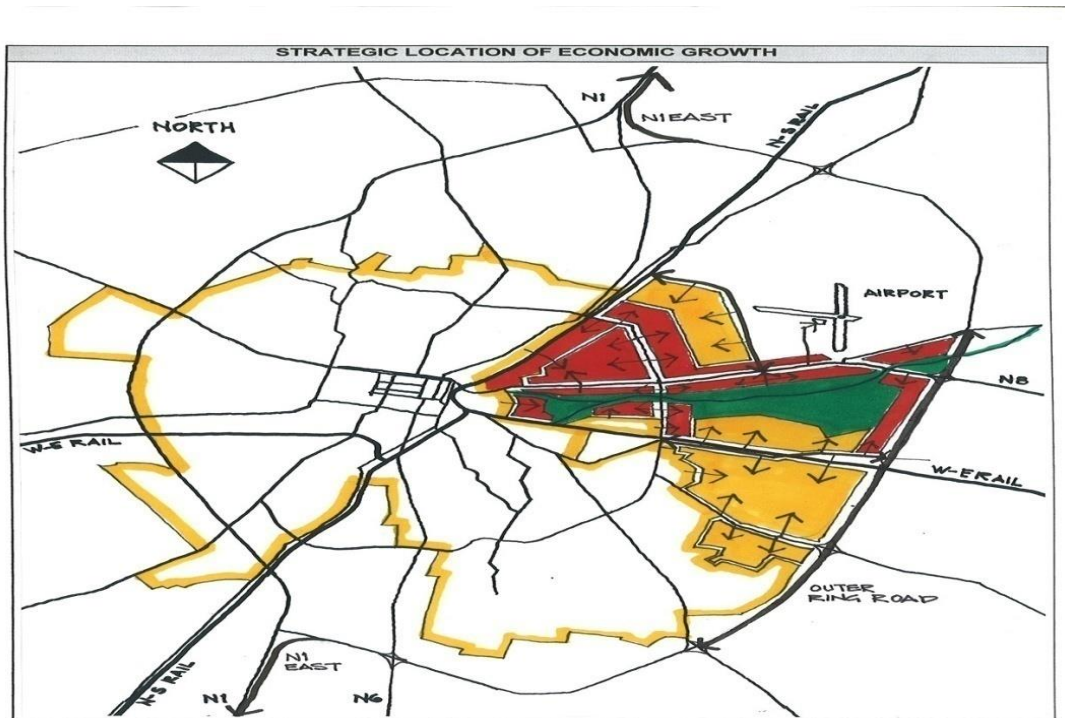 STRATEGIC LOCATION OF ECONOMIC GROWTH
N1
N1 EAST
N-S RAIL
NORTH
AIRPORT
N8
W-E RAIL
W-E RAIL
OUTER
RING ROAD
N1
EAST
N-S RAIL
N1
N6